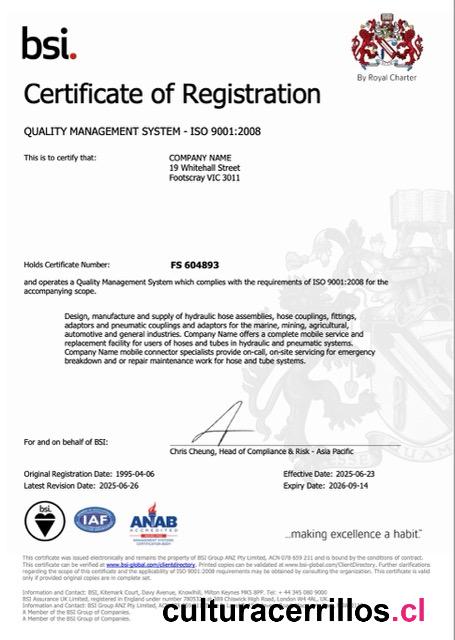 bsi.
By Royal Charter
Certificate of Registration
QUALITY MANAGEMENT SYSTEM - ISO 9001:2008
This is to certify that:
COMPANY NAME
19 Whitehall Street
Footscray VIC 3011
Holds Certificate Number:
FS 604893
and operates a Quality Management System which complies with the requirements of ISO 9001:2008 for the
accompanying scope.
Design, manufacture and supply of hydraulic hose assemblies, hose couplings, fittings,
adaptors and pneumatic couplings and adaptors for the marine, mining, agricultural,
automotive and general industries. Company Name offers a complete mobile service and
replacement facility for users of hoses and tubes in hydraulic and pneumatic systems.
Company Name mobile connector specialists provide on-call, on-site servicing for emergency
breakdown and or repair maintenance work for hose and tube systems.
For and on behalf of BSI:
Chris Cheung, Head of Compliance & Risk - Asia Pacific
Original Registration Date: 1995-04-06
Effective Date: 2025-06-23
Latest Revision Date: 2025-06-26
Expiry Date: 2026-09-14
bsi.
IAF
ANAB
ACCREDITED
...making excellence a habit.™
This certificate was issued electronically and remains the property of BSI Group ANZ Pty Limited, ACN 078 659 211 and is bound by the conditions of contract.
This certificate can be verified at www.bsi-global.com/clientdirectory. Printed copies can be validated at www.bsi-global.com/ClientDirectory. Further clarifications
regarding the scope of this certificate and the applicability of ISO 9001:2008 requirements may be obtained by consulting the organization. This certificate is valid
only if provided original copies are in complete set.
Information and Contact: BSI, Kitemark Court, Davy Avenue, Knowlhill, Milton Keynes MK5 8PP. Tel: + 44 345 080 9000
BSI Assurance UK Limited, registered in England under number 7805321 at 389 Chiswick High Road, London W4 4AL, UK.
Information and Contact: BSI Group ANZ Pty Limited, ACN
A Member of the BSI Group of Companies.
A Member of the BSI Group of Companies.
culturacerrillos.cl